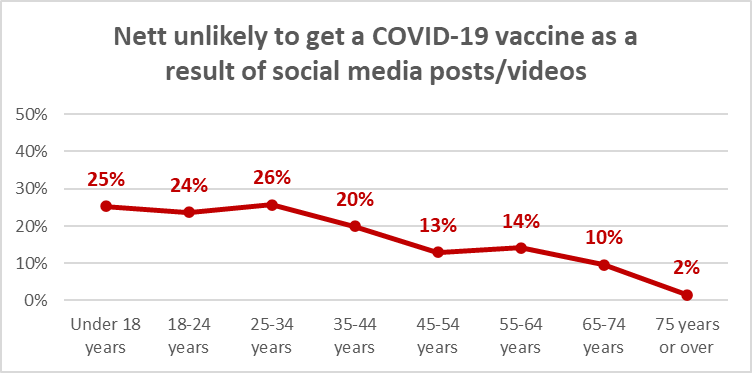 Nett unlikely to get a COVID-19 vaccine as a
result of social media posts/videos
50%
40%
30%
20%
10%
0%
25%
24%
26%
20%
13%
14%
10%
2%
Under 18
years
18-24
years
25-34
years
35-44
years
45-54
years
55-64
years
65-74
years
75 years
or over